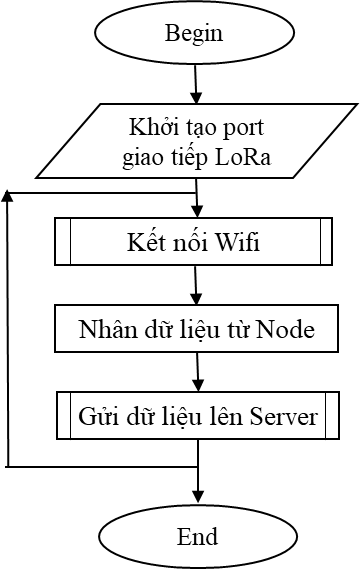 Begin
Khởi tạo port
giao tiếp LoRa
Kết nối Wifi
Nhân dữ liệu từ Node
Gửi dữ liệu lên Server
End